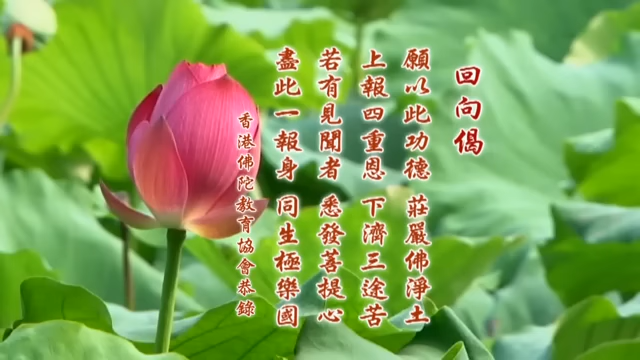 回向偈
願以此功德 莊嚴佛淨土
上報四重恩 下濟三途苦
若有見聞者 悉發菩提心
盡此一報身 同生極樂國
香港佛陀教育協會恭錄